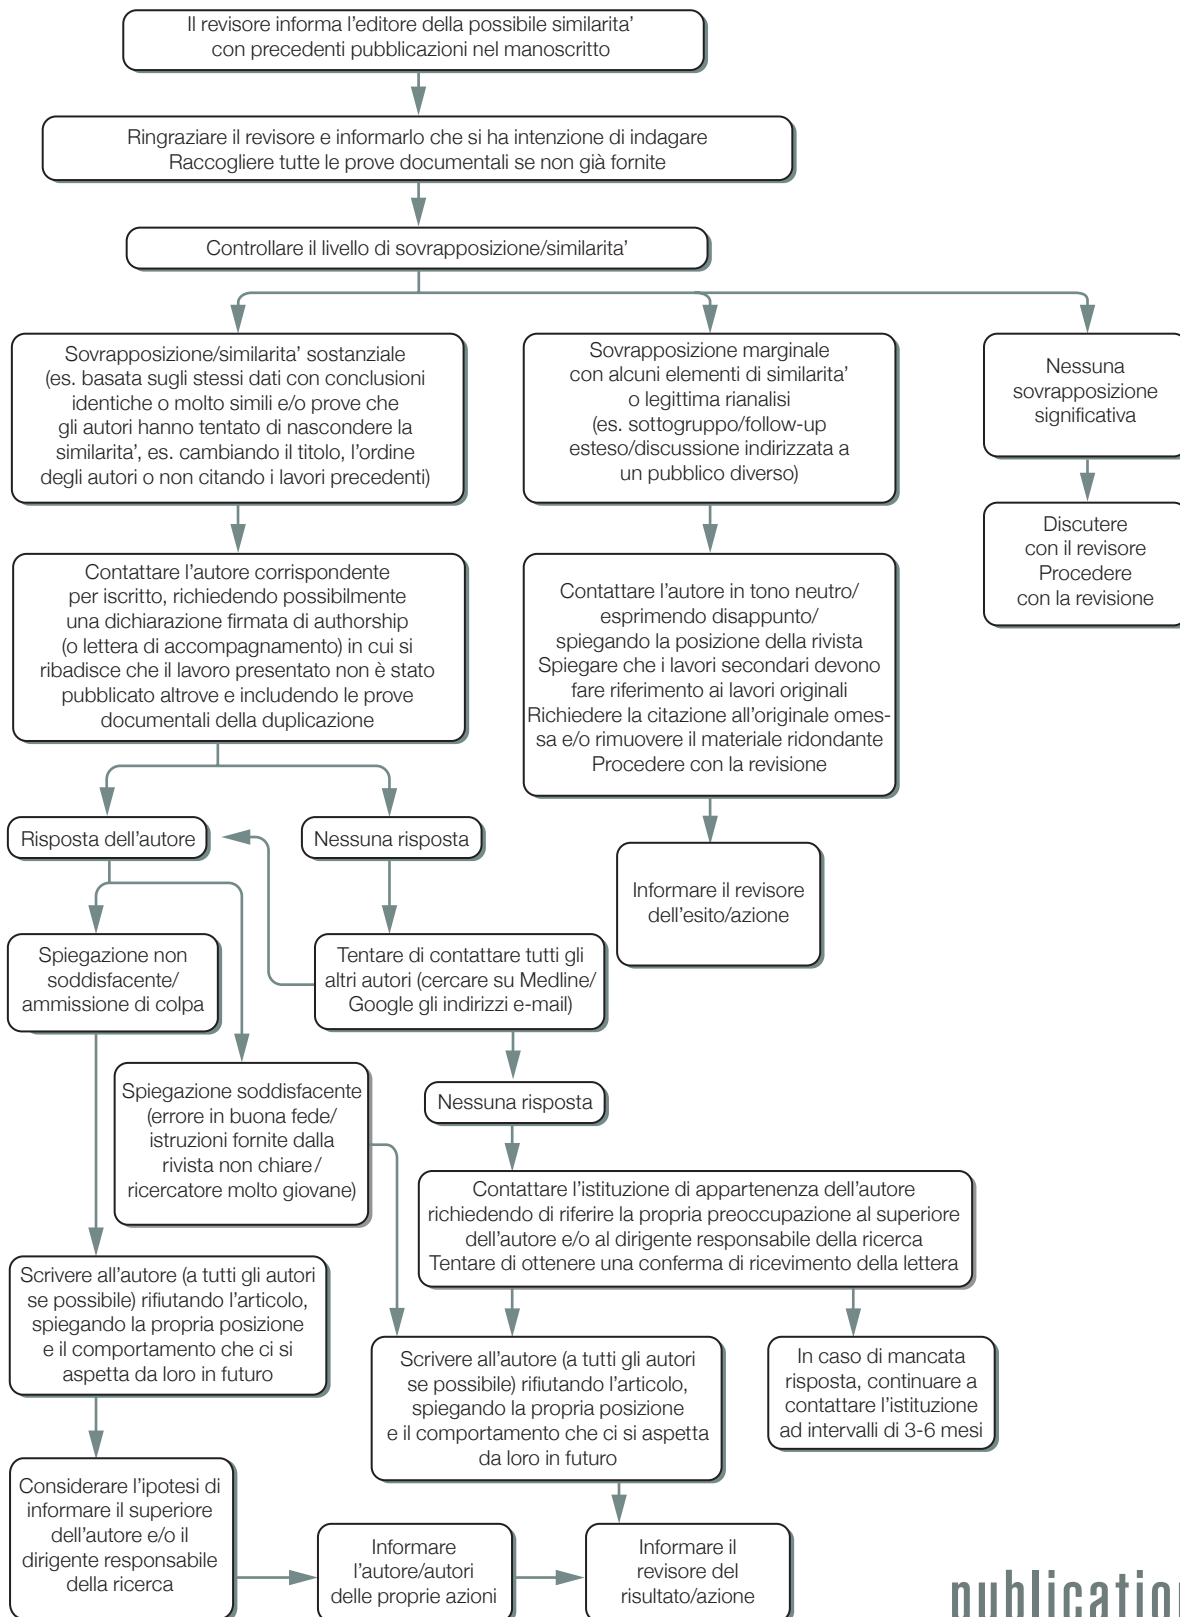 Il revisore informa l'editore della possibile similarita'
con precedenti pubblicazioni nel manoscritto
Ringraziare il revisore e informarlo che si ha intenzione di indagare
Raccogliere tutte le prove documentali se non già fornite
Controllare il livello di sovrapposizione/similarita'
Sovrapposizione/similarita' sostanziale
(es. basata sugli stessi dati con conclusioni
identiche o molto simili e/o prove che
gli autori hanno tentato di nascondere la
similarita', es. cambiando il titolo, l'ordine
degli autori o non citando i lavori precedenti)
Sovrapposizione marginale
con alcuni elementi di similarita'
o legittima rianalisi
(es. sottogruppo/follow-up
esteso/discussione indirizzata a
un pubblico diverso)
Nessuna
sovrapposizione
significativa
Discutere
con il revisore
Procedere
con la revisione
Contattare l'autore corrispondente
per iscritto, richiedendo possibilmente
una dichiarazione firmata di authorship
(o lettera di accompagnamento) in cui si
ribadisce che il lavoro presentato non è stato
pubblicato altrove e includendo le prove
documentali della duplicazione
Contattare l'autore in tono neutro/
esprimendo disappunto/
spiegando la posizione della rivista
Spiegare che i lavori secondari devono
fare riferimento ai lavori originali
Richiedere la citazione all'originale omes-
sa e/o rimuovere il materiale ridondante
Procedere con la revisione
Risposta dell'autore
Nessuna risposta
Informare il revisore
dell'esito/azione
Spiegazione non
soddisfacente/
ammissione di colpa
Tentare di contattare tutti gli
altri autori (cercare su Medline/
Google gli indirizzi e-mail)
Spiegazione soddisfacente
(errore in buona fede/
istruzioni fornite dalla
rivista non chiare/
ricercatore molto giovane)
Nessuna risposta
Contattare l'istituzione di appartenenza dell'autore
richiedendo di riferire la propria preoccupazione al superiore
dell'autore e/o al dirigente responsabile della ricerca
Tentare di ottenere una conferma di ricevimento della lettera
Scrivere all'autore (a tutti gli autori
se possibile) rifiutando l'articolo,
spiegando la propria posizione
e il comportamento che ci si
aspetta da loro in futuro
Scrivere all'autore (a tutti gli autori
se possibile) rifiutando l'articolo,
spiegando la propria posizione
e il comportamento che ci si aspetta
da loro in futuro
In caso di mancata
risposta, continuare a
contattare l'istituzione
ad intervalli di 3-6 mesi
Considerare l'ipotesi di
informare il superiore
dell'autore e/o il
dirigente responsabile
della ricerca
Informare
l'autore/autori
delle proprie azioni
Informare il
revisore del
risultato/azione
publication